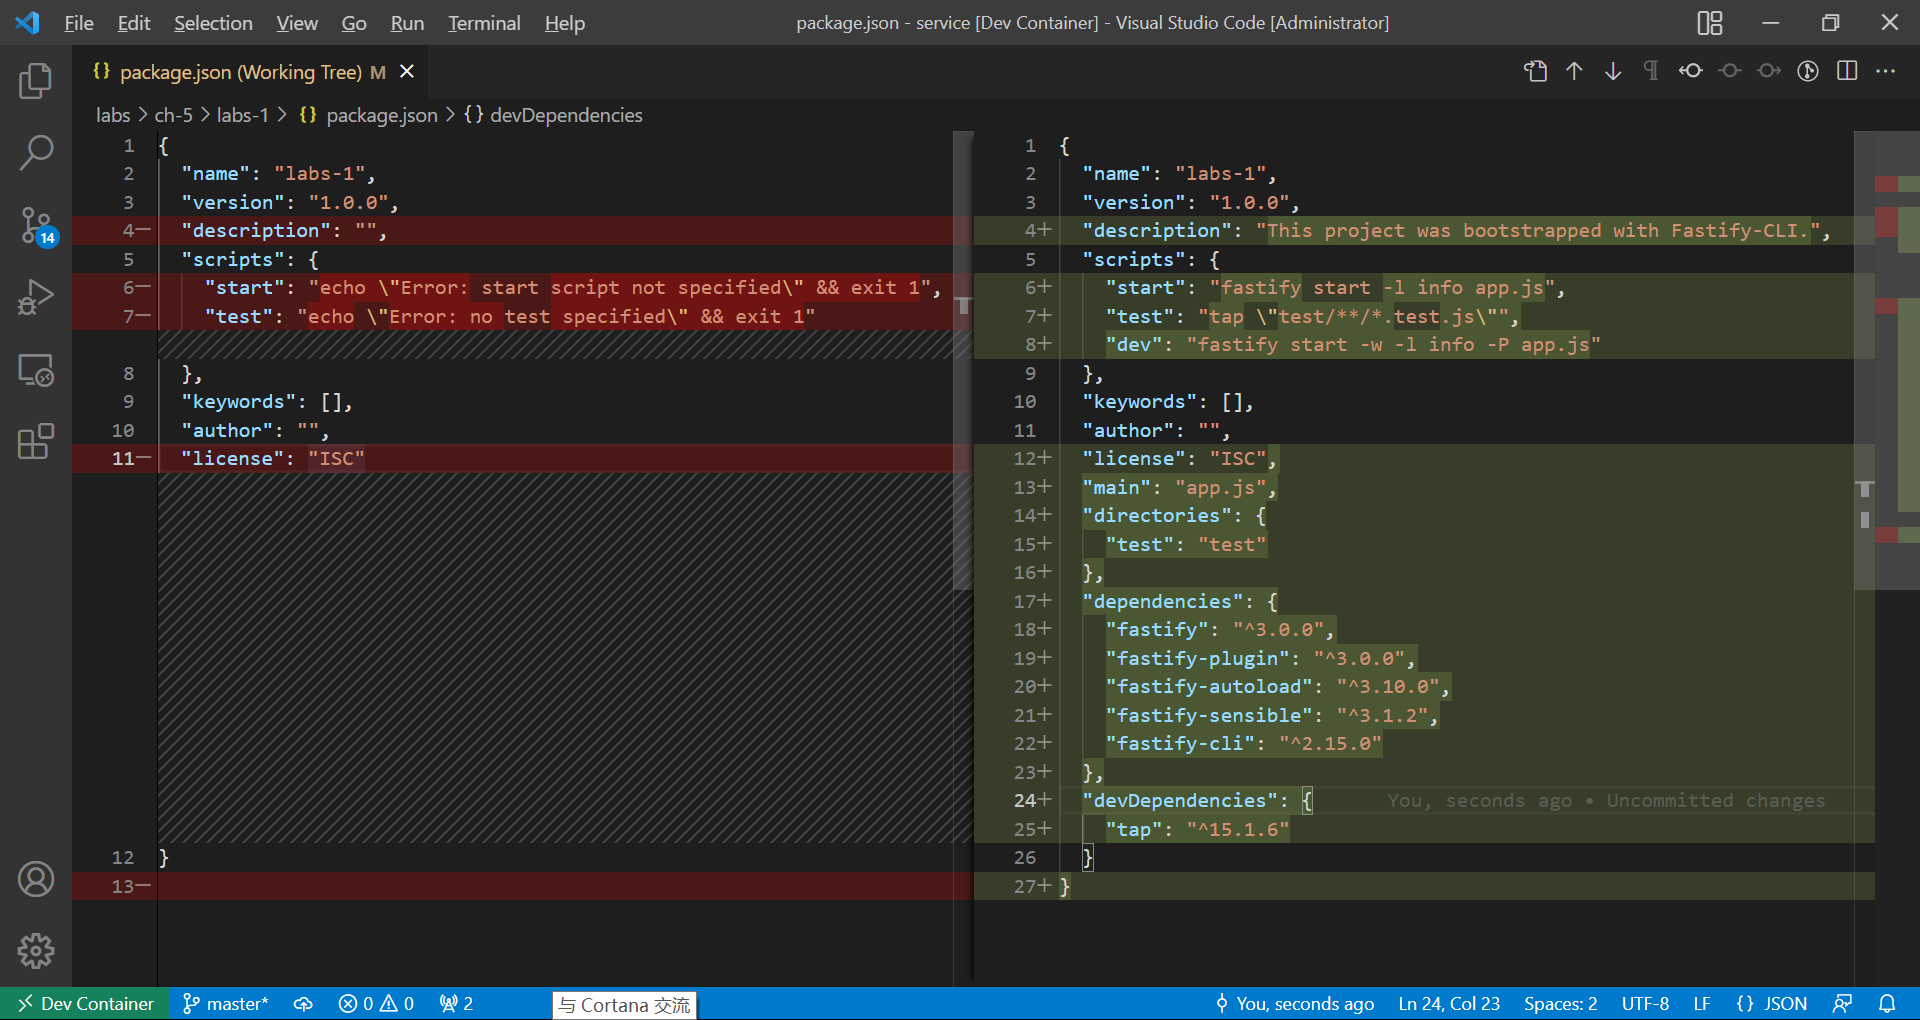 File Edit Selection View Go Run Terminal Help package.json - service [Dev Container] - Visual Studio Code [Administrator]
{} package.json (Working Tree) M
labs > ch-5 > labs-1 > {} package.json > {} devDependencies
1 {
2 "name": "labs-1",
3 "version": "1.0.0",
4− "description": "",
5 "scripts": {
6− "start": "echo \"Error: start script not specified\" && exit 1",
7− "test": "echo \"Error: no test specified\" && exit 1"
8 },
9 "keywords": [],
10 "author": "",
11− "license": "ISC"
12 }
13−
1 {
2 "name": "labs-1",
3 "version": "1.0.0",
4+ "description": "This project was bootstrapped with Fastify-CLI.",
5 "scripts": {
6+ "start": "fastify start -l info app.js",
7+ "test": "tap \"test/**/*.test.js\"",
8+ "dev": "fastify start -w -l info -P app.js"
9 },
10 "keywords": [],
11 "author": "",
12+ "license": "ISC",
13+ "main": "app.js",
14+ "directories": {
15+ "test": "test"
16+ },
17+ "dependencies": {
18+ "fastify": "^3.0.0",
19+ "fastify-plugin": "^3.0.0",
20+ "fastify-autoload": "^3.10.0",
21+ "fastify-sensible": "^3.1.2",
22+ "fastify-cli": "^2.15.0"
23+ },
24+ "devDependencies": { You, seconds ago • Uncommitted changes
25+ "tap": "^15.1.6"
26 }
27+ }
14
Dev Container master* 0 0 2 与 Cortana 交流 You, seconds ago Ln 24, Col 23 Spaces: 2 UTF-8 LF {} JSON